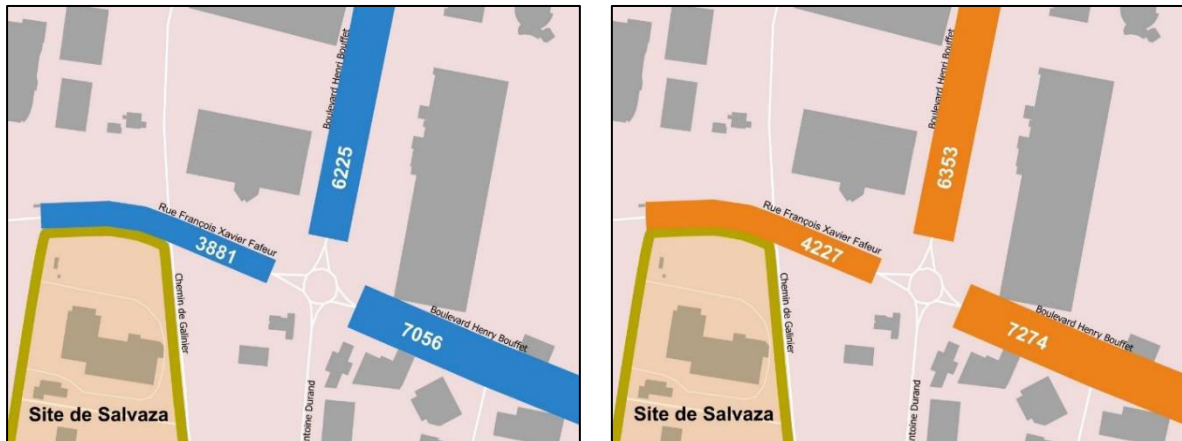 Boulevard Henri Bouffet
6225
Rue François Xavier Fafeur
3881
Chemin de Galinier
Boulevard Henry Bouffet
7056
ntoine Durand
Site de Salvaza
Boulevard Henri Bouffet
6353
Rue François Xavier Fafeur
4227
Chemin de Galinier
Boulevard Henry Bouffet
7274
ntoine Durand
Site de Salvaza